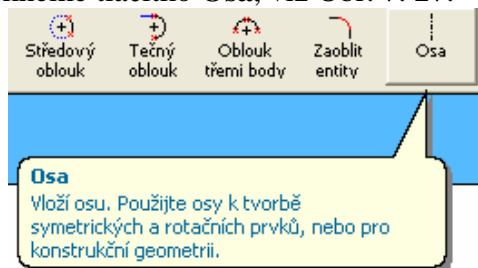 tlačítko Osa, viz Obr. 7. 27.
Středový oblouk
Tečný oblouk
Oblouk třemi body
Zaoblit entity
Osa
Osa
Vloží osu. Použijte osy k tvorbě
symetrických a rotačních prvků, nebo pro
konstrukční geometrii.